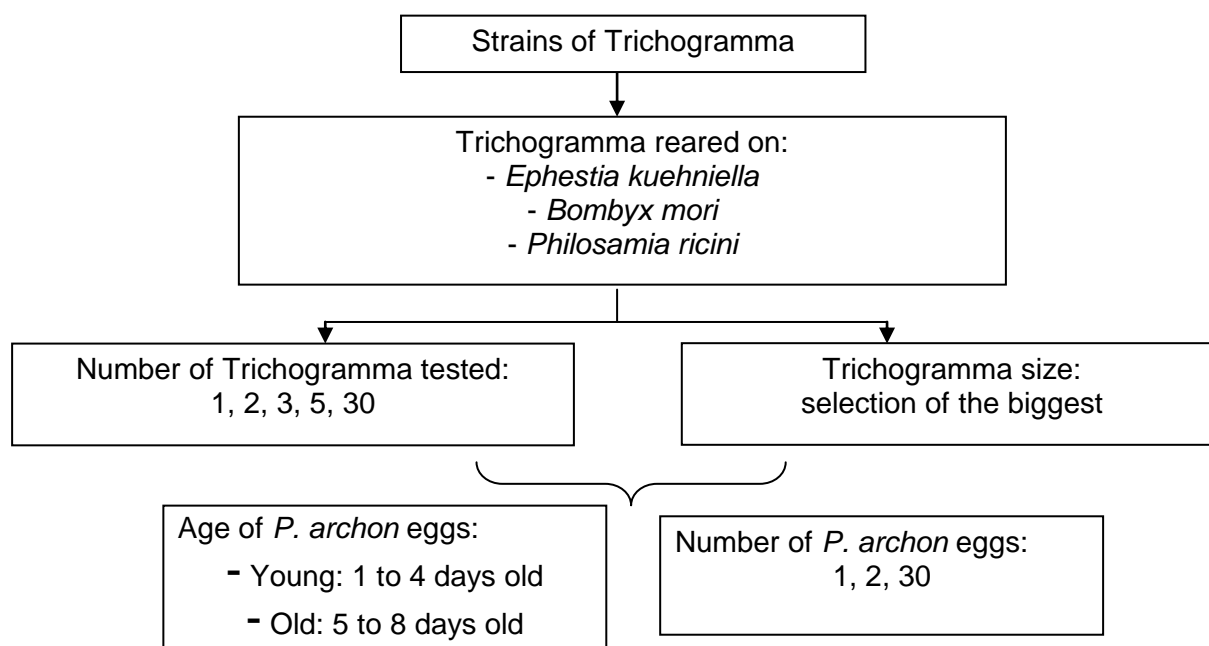 Strains of Trichogramma
Trichogramma reared on:
- Ephestia kuehniella
- Bombyx mori
- Philosamia ricini
Number of Trichogramma tested:
1, 2, 3, 5, 30
Trichogramma size:
selection of the biggest
Age of P. archon eggs:
- Young: 1 to 4 days old
- Old: 5 to 8 days old
Number of P. archon eggs:
1, 2, 30